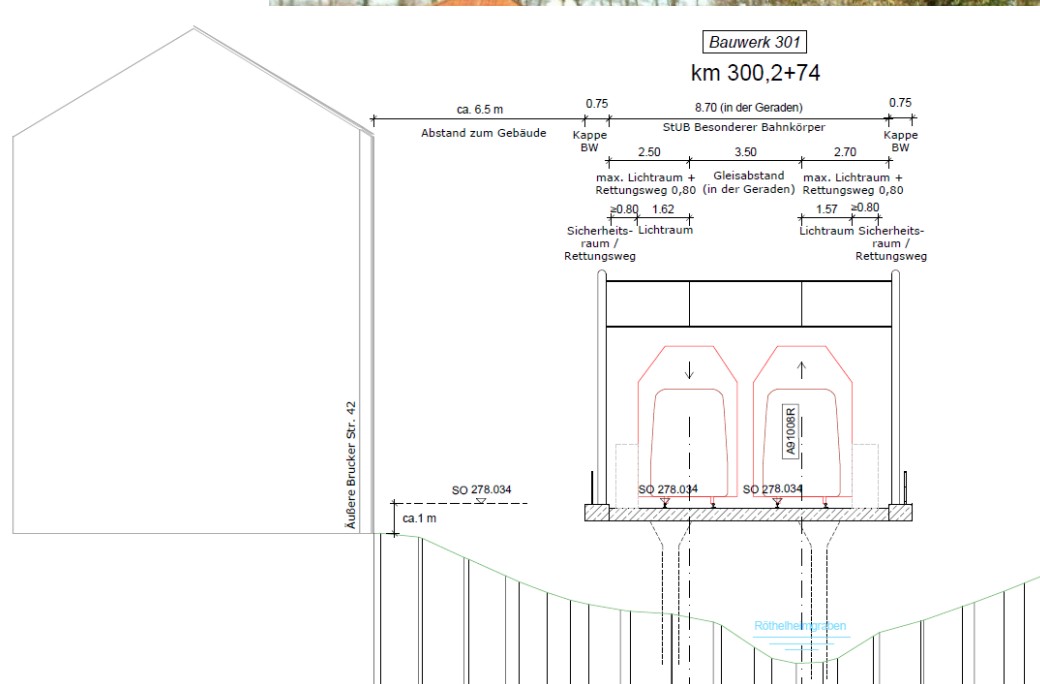 Bauwerk 301
km 300,2+74
ca. 6.5 m
0.75
8.70 (in der Geraden)
0.75
Abstand zum Gebäude
Kappe
BW
StUB Besonderer Bahnkörper
Kappe
BW
2.50
3.50
2.70
max. Lichtraum +
Rettungsweg 0,80
Gleisabstand
(in der Geraden)
max. Lichtraum +
Rettungsweg 0,80
≥0.80
1.62
1.57
≥0.80
Sicherheits-
raum /
Rettungsweg
Lichtraum
Lichtraum
Sicherheits-
raum /
Rettungsweg
A91008R
Äußere Brucker Str. 42
SO 278.034
SO 278.034
SO 278.034
ca.1 m
Röthelheimgraben